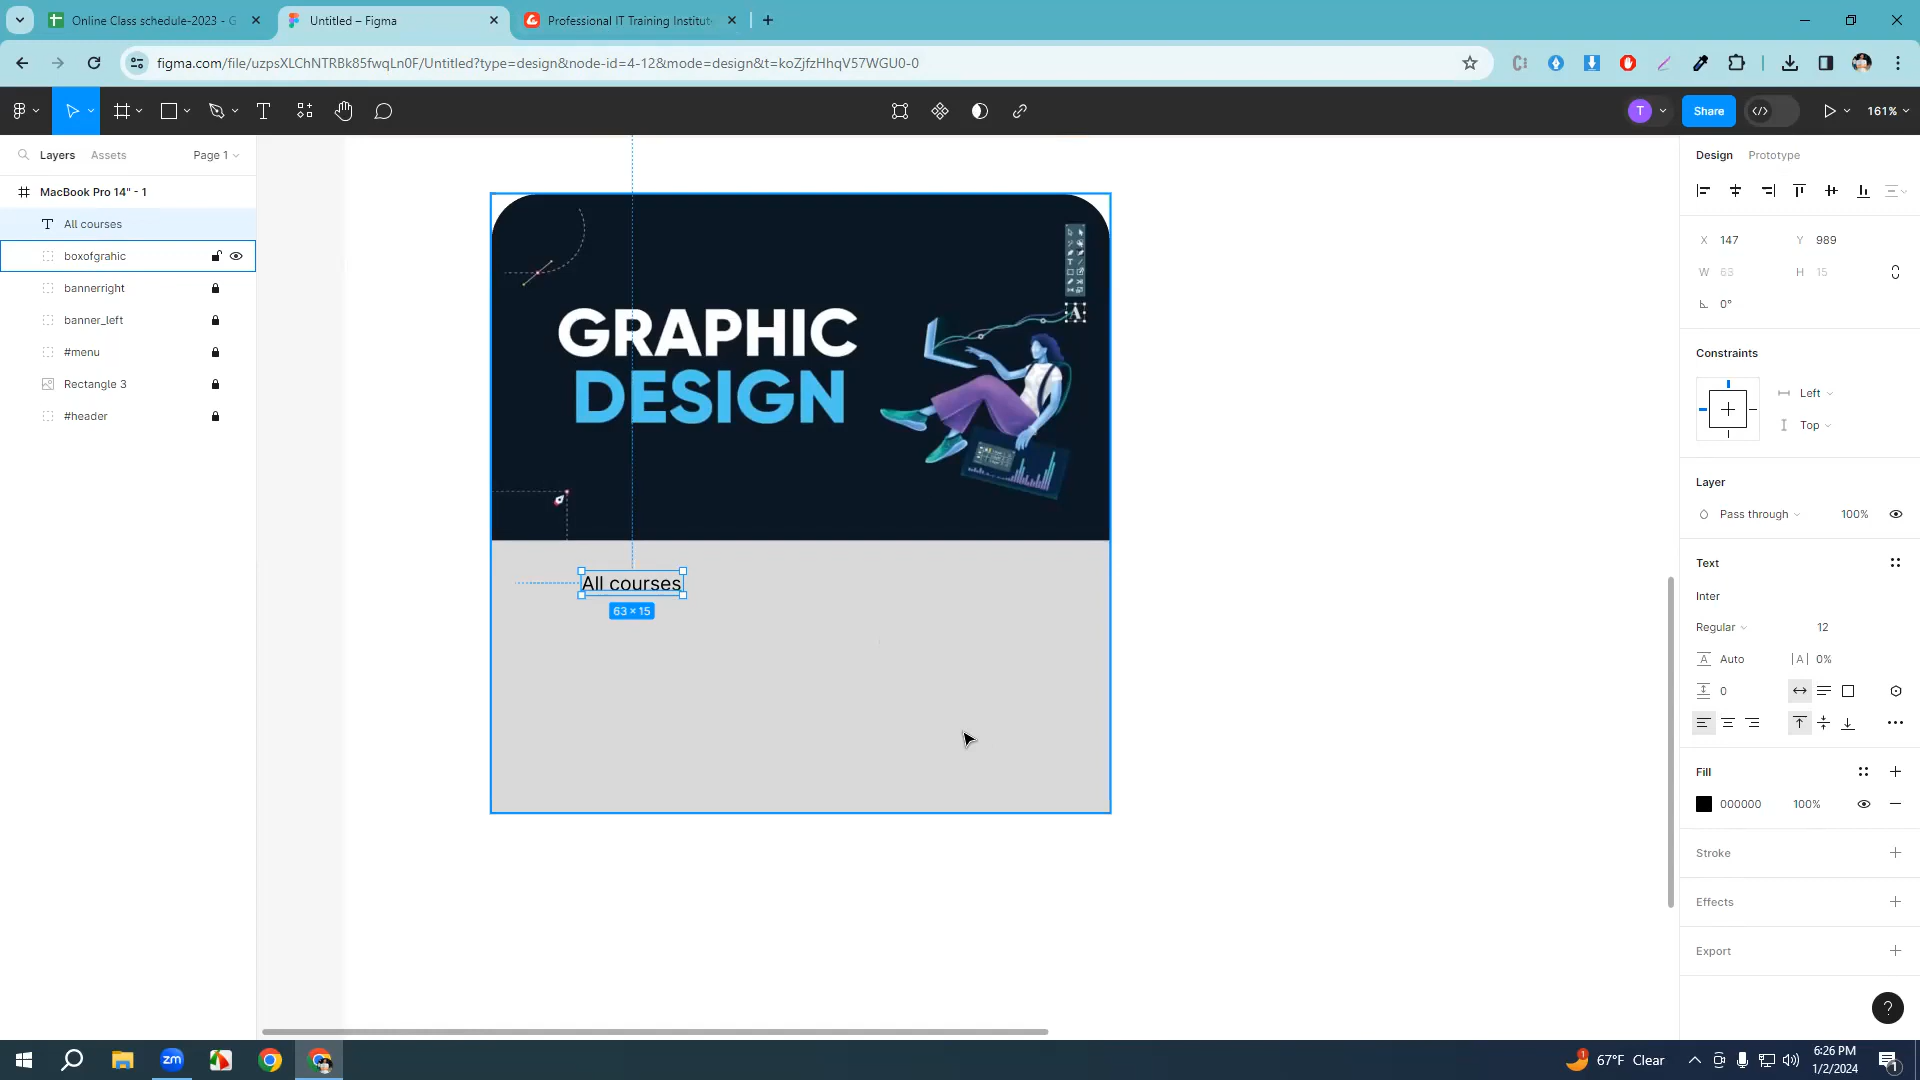 Online Class schedule-2023 - G
Untitled – Figma
Professional IT Training Institute
figma.com/file/uzpsXLChNTRBk85fwqLn0F/Untitled?type=design&node-id=4-12&mode=design&t=koZjfzHhqV57WGU0-0
T
Share
161%
Layers
Assets
Page 1
MacBook Pro 14" - 1
All courses
boxofgrahic
bannerright
banner_left
#menu
Rectangle 3
#header
GRAPHIC
DESIGN
A
All courses
63 × 15
Design
Prototype
X 147
Y 989
W 63
H 15
0°
Constraints
Left
Top
Layer
Pass through
100%
Text
Inter
Regular
12
Auto
0%
0
Fill
000000
100%
Stroke
Effects
Export
?
zm
67°F Clear
6:26 PM
1/2/2024
1